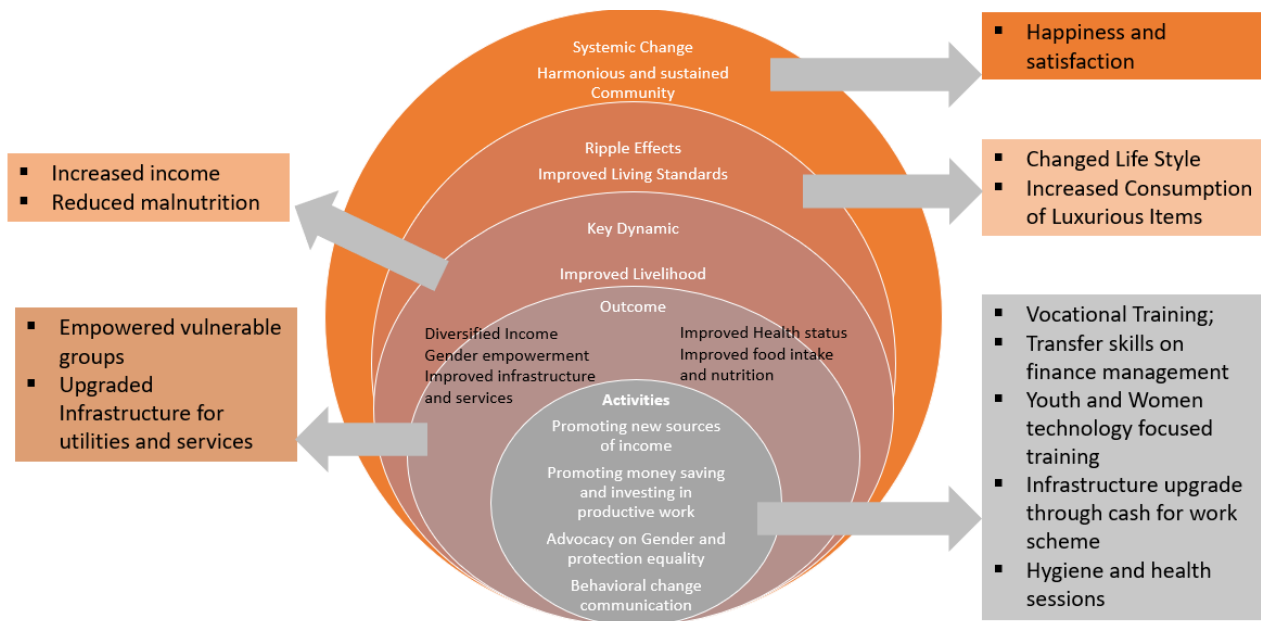 Systemic Change
Harmonious and sustained
Community
▪ Happiness and
satisfaction
Ripple Effects
Improved Living Standards
▪ Changed Life Style
▪ Increased Consumption
of Luxurious Items
▪ Increased income
▪ Reduced malnutrition
Key Dynamic
Improved Livelihood
Outcome
Diversified Income
Gender empowerment
Improved infrastructure
and services
Improved Health status
Improved food intake
and nutrition
▪ Empowered vulnerable
groups
▪ Upgraded
Infrastructure for
utilities and services
Activities
Promoting new sources
of income
Promoting money saving
and investing in
productive work
Advocacy on Gender and
protection equality
Behavioral change
communication
▪ Vocational Training;
▪ Transfer skills on
finance management
▪ Youth and Women
technology focused
training
▪ Infrastructure upgrade
through cash for work
scheme
▪ Hygiene and health
sessions